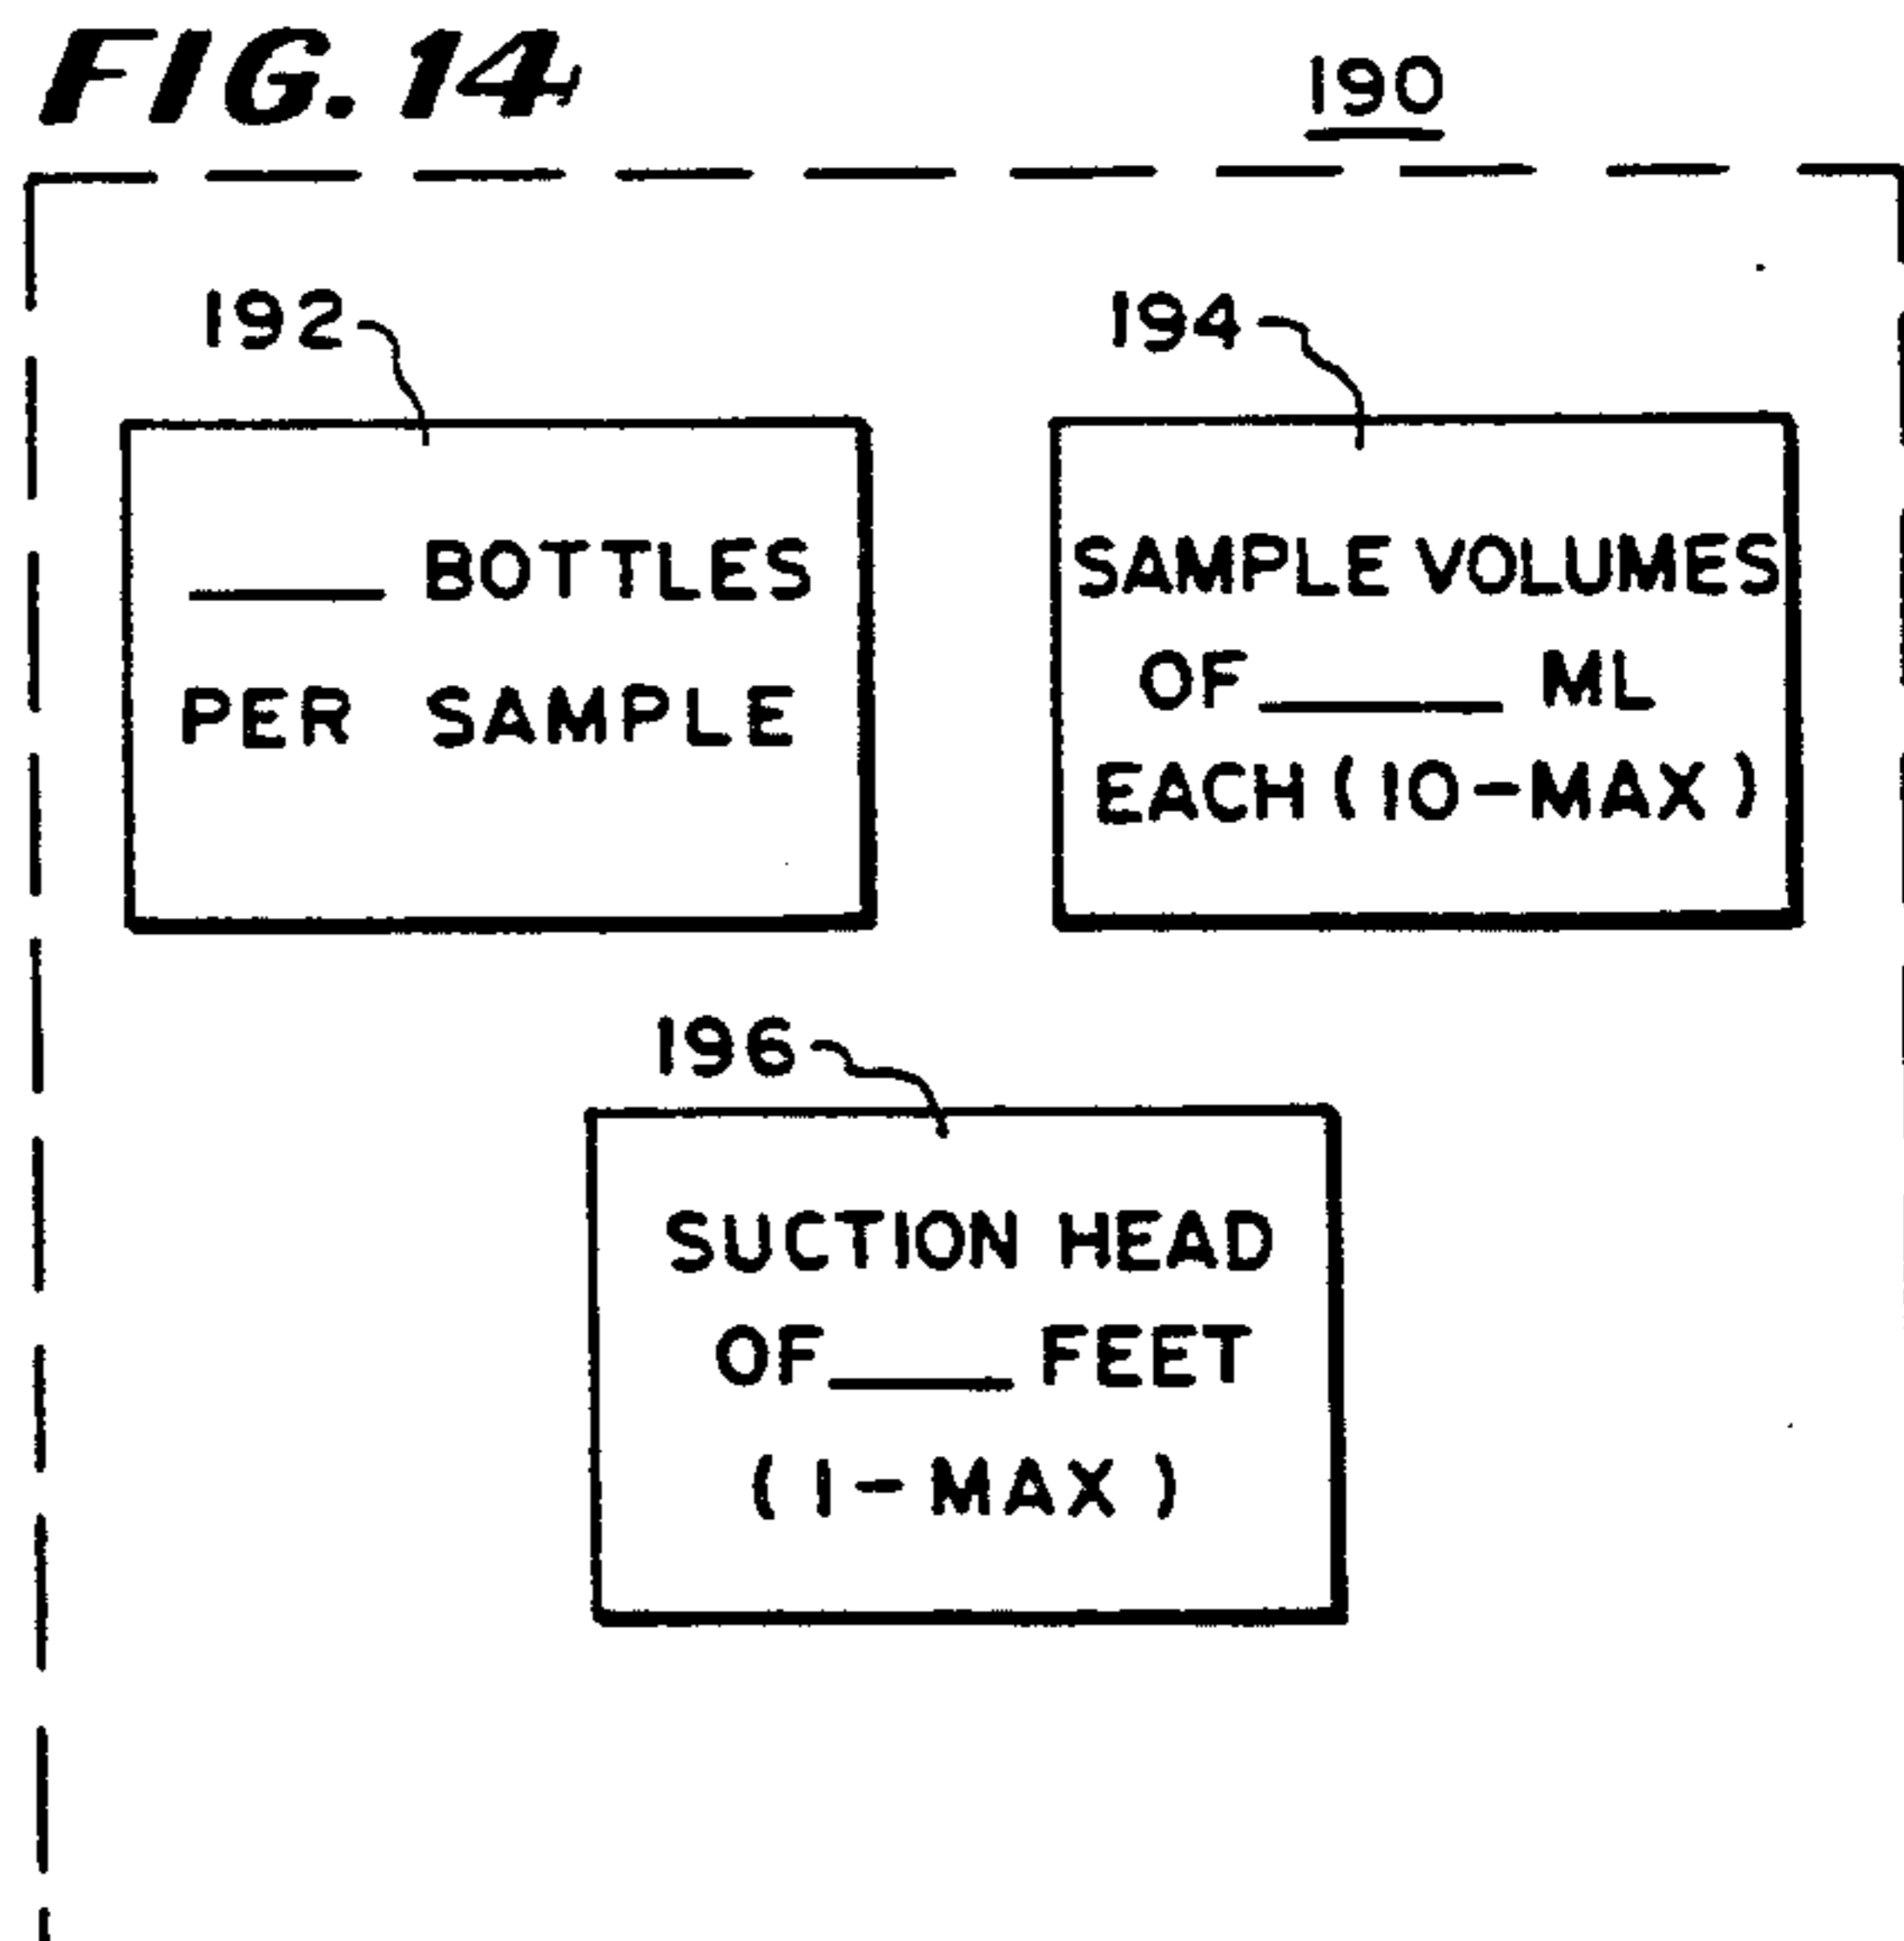 FIG. 14
190
192
194
____ BOTTLES
PER SAMPLE
SAMPLE VOLUMES
OF ____ ML
EACH (10-MAX)
196
SUCTION HEAD
OF ____ FEET
(1-MAX)